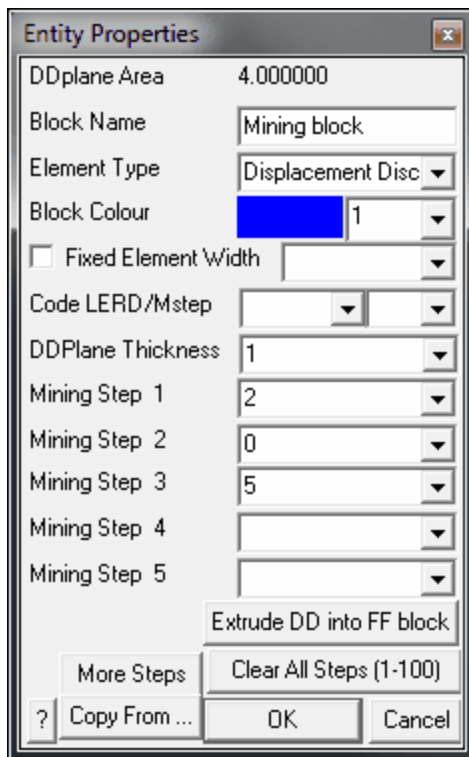 Entity Properties
DDplane Area 4.000000
Block Name Mining block
Element Type Displacement Disc
Block Colour 1
Fixed Element Width
Code LERD/Mstep
DDPlane Thickness 1
Mining Step 1 2
Mining Step 2 0
Mining Step 3 5
Mining Step 4
Mining Step 5
Extrude DD into FF block
More Steps Clear All Steps (1-100)
? Copy From ... OK Cancel